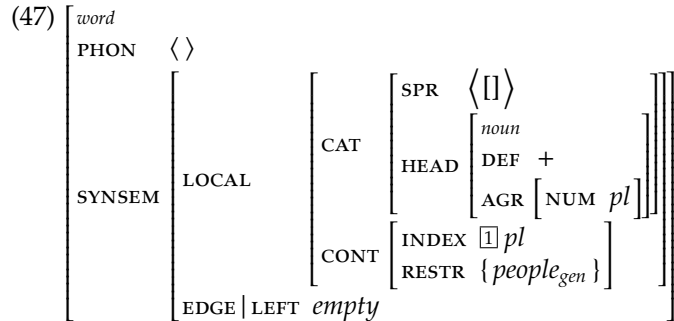 (47)
word
PHON ⟨ ⟩
SYNSEM
LOCAL
CAT
SPR ⟨[]⟩
HEAD
noun
DEF +
AGR [NUM pl]
CONT
INDEX 1 pl
RESTR {people_gen}
EDGE|LEFT empty